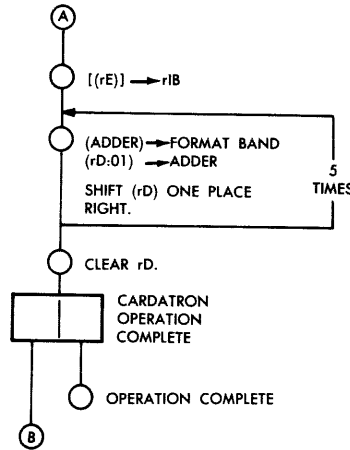 A
[(rE)] → rIB
(ADDER) → FORMAT BAND
(rD:01) → ADDER
SHIFT (rD) ONE PLACE
RIGHT.
5
TIMES
CLEAR rD.
CARDATRON
OPERATION
COMPLETE
OPERATION COMPLETE
B